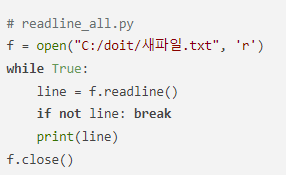 # readline_all.py
f = open("C:/doit/새파일.txt", 'r')
while True:
    line = f.readline()
    if not line: break
    print(line)
f.close()